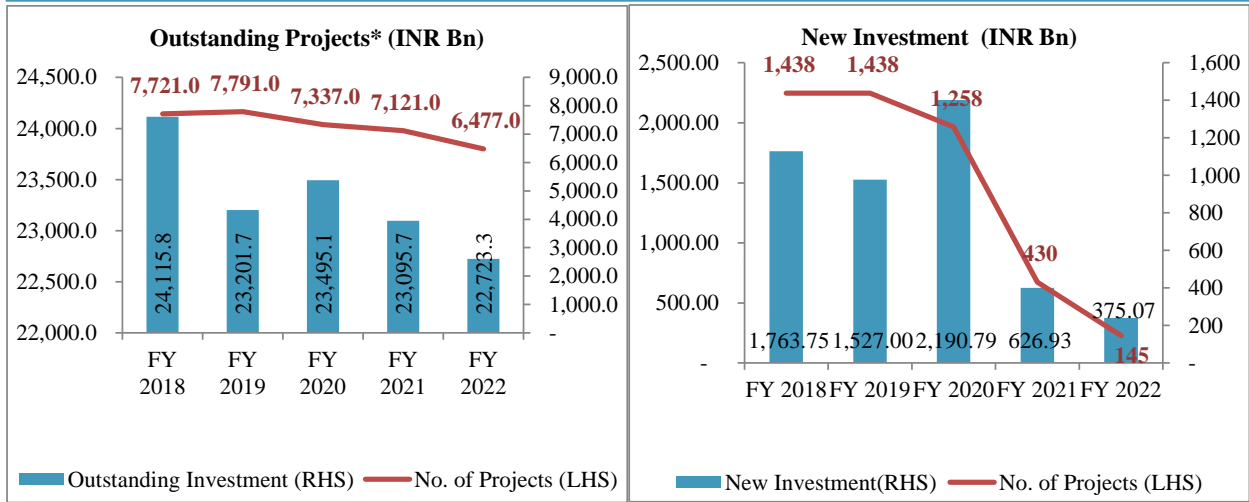 Outstanding Projects* (INR Bn)
24,500.0
24,000.0
23,500.0
23,000.0
22,500.0
22,000.0
7,721.0 7,791.0 7,337.0 7,121.0 6,477.0
24,115.8 23,201.7 23,495.1 23,095.7 22,723.3
9,000.0
8,000.0
7,000.0
6,000.0
5,000.0
4,000.0
3,000.0
2,000.0
1,000.0
-
FY 2018
FY 2019
FY 2020
FY 2021
FY 2022
Outstanding Investment (RHS) No. of Projects (LHS)
New Investment (INR Bn)
2,500.00
2,000.00
1,500.00
1,000.00
500.00
-
1,438 1,438 1,258 430 145
1,763.75 1,527.00 2,190.79 626.93 375.07
1,600
1,400
1,200
1,000
800
600
400
200
-
FY 2018 FY 2019 FY 2020 FY 2021 FY 2022
New Investment(RHS) No. of Projects (LHS)